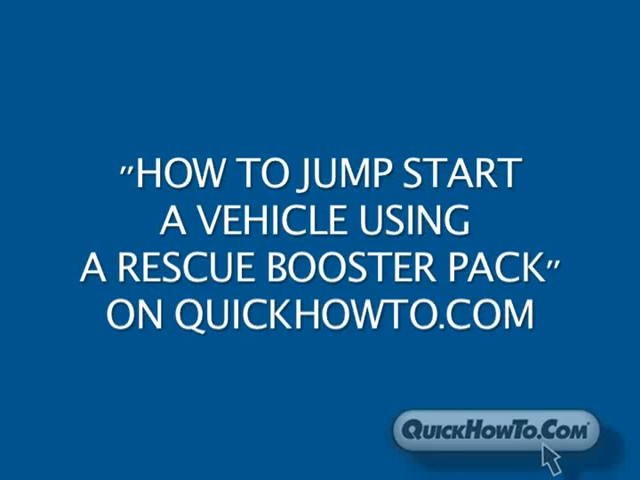 "HOW TO JUMP START
A VEHICLE USING
A RESCUE BOOSTER PACK"
ON QUICKHOWTO.COM
QUICKHOWTO.COM